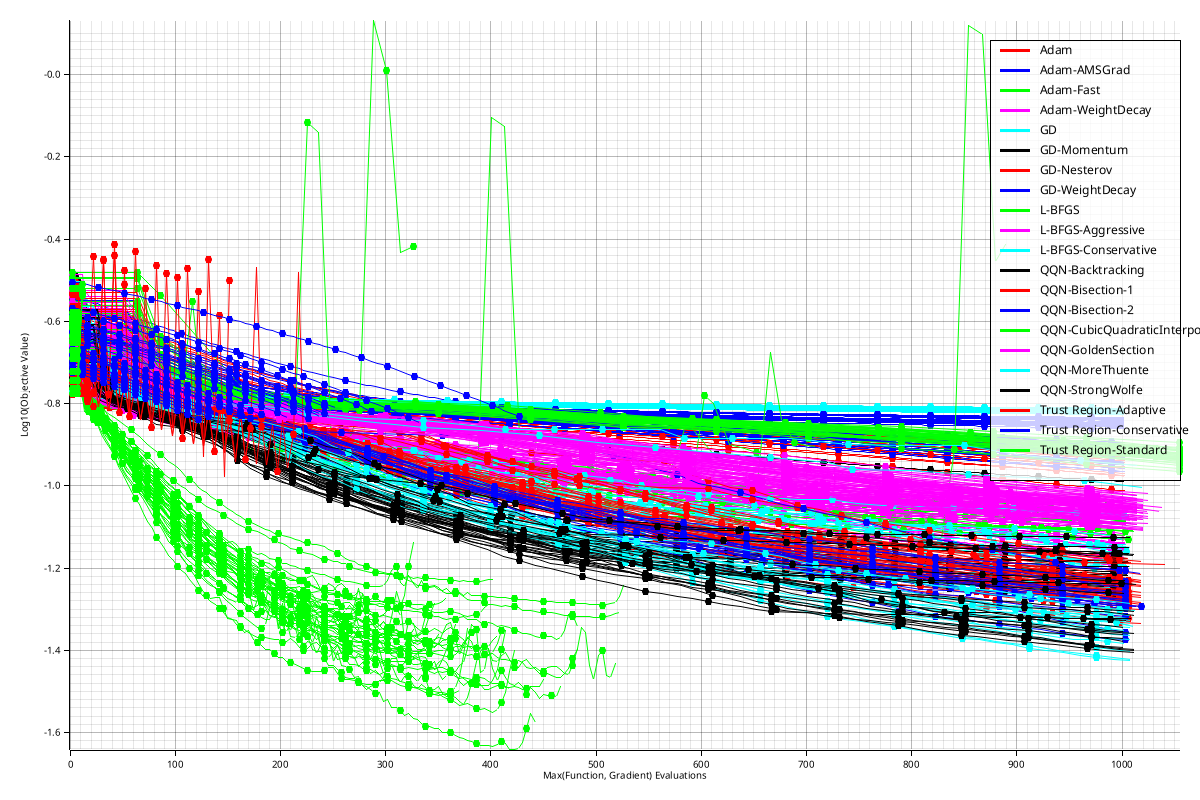 -0.0
-0.2
-0.4
-0.6
-0.8
-1.0
-1.2
-1.4
-1.6
Log10(Objective Value)
0 100 200 300 400 500 600 700 800 900 1000
Max(Function, Gradient) Evaluations
Adam
Adam-AMSGrad
Adam-Fast
Adam-WeightDecay
GD
GD-Momentum
GD-Nesterov
GD-WeightDecay
L-BFGS
L-BFGS-Aggressive
L-BFGS-Conservative
QQN-Backtracking
QQN-Bisection-1
QQN-Bisection-2
QQN-CubicQuadraticInterpo
QQN-GoldenSection
QQN-MoreThuente
QQN-StrongWolfe
Trust Region-Adaptive
Trust Region-Conservative
Trust Region-Standard